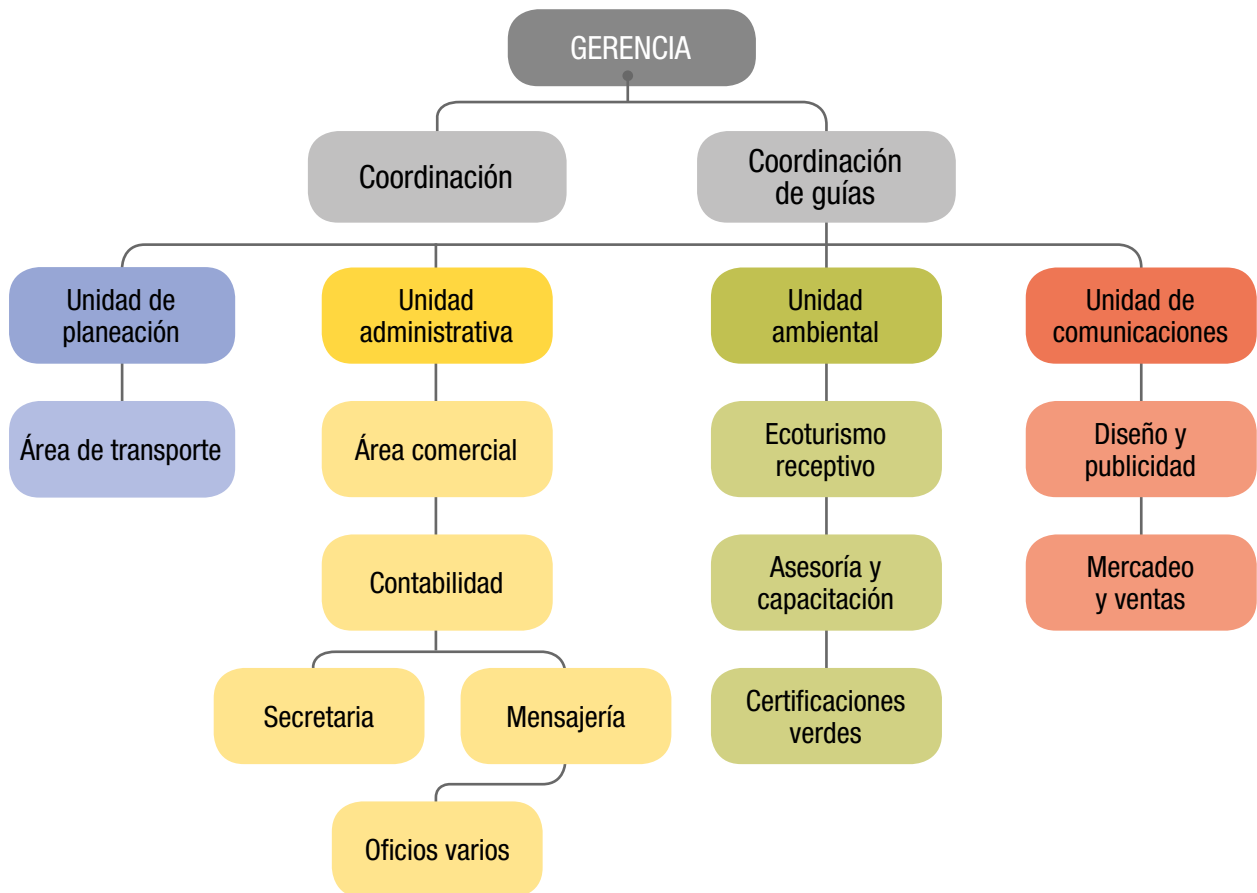 GERENCIA
Coordinación
Coordinación
de guías
Unidad de
planeación
Unidad
administrativa
Unidad
ambiental
Unidad de
comunicaciones
Área de transporte
Área comercial
Ecoturismo
receptivo
Diseño y
publicidad
Contabilidad
Asesoría y
capacitación
Mercadeo
y ventas
Secretaria
Mensajería
Certificaciones
verdes
Oficios varios